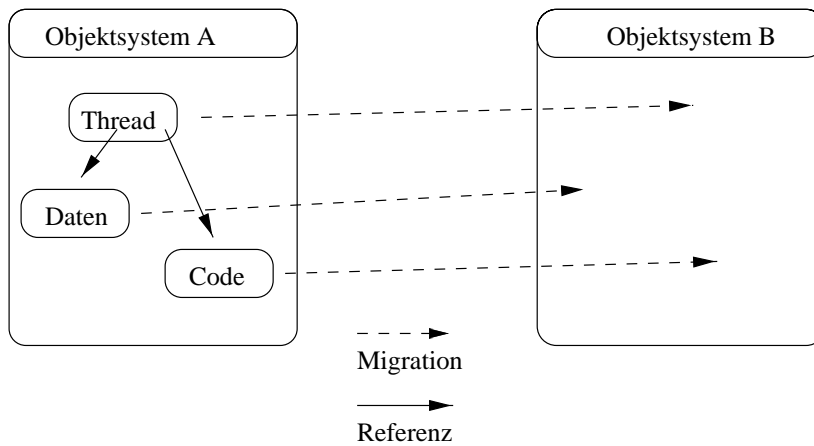 Objektsystem A
Objektsystem B
Thread
Daten
Code
Migration
Referenz